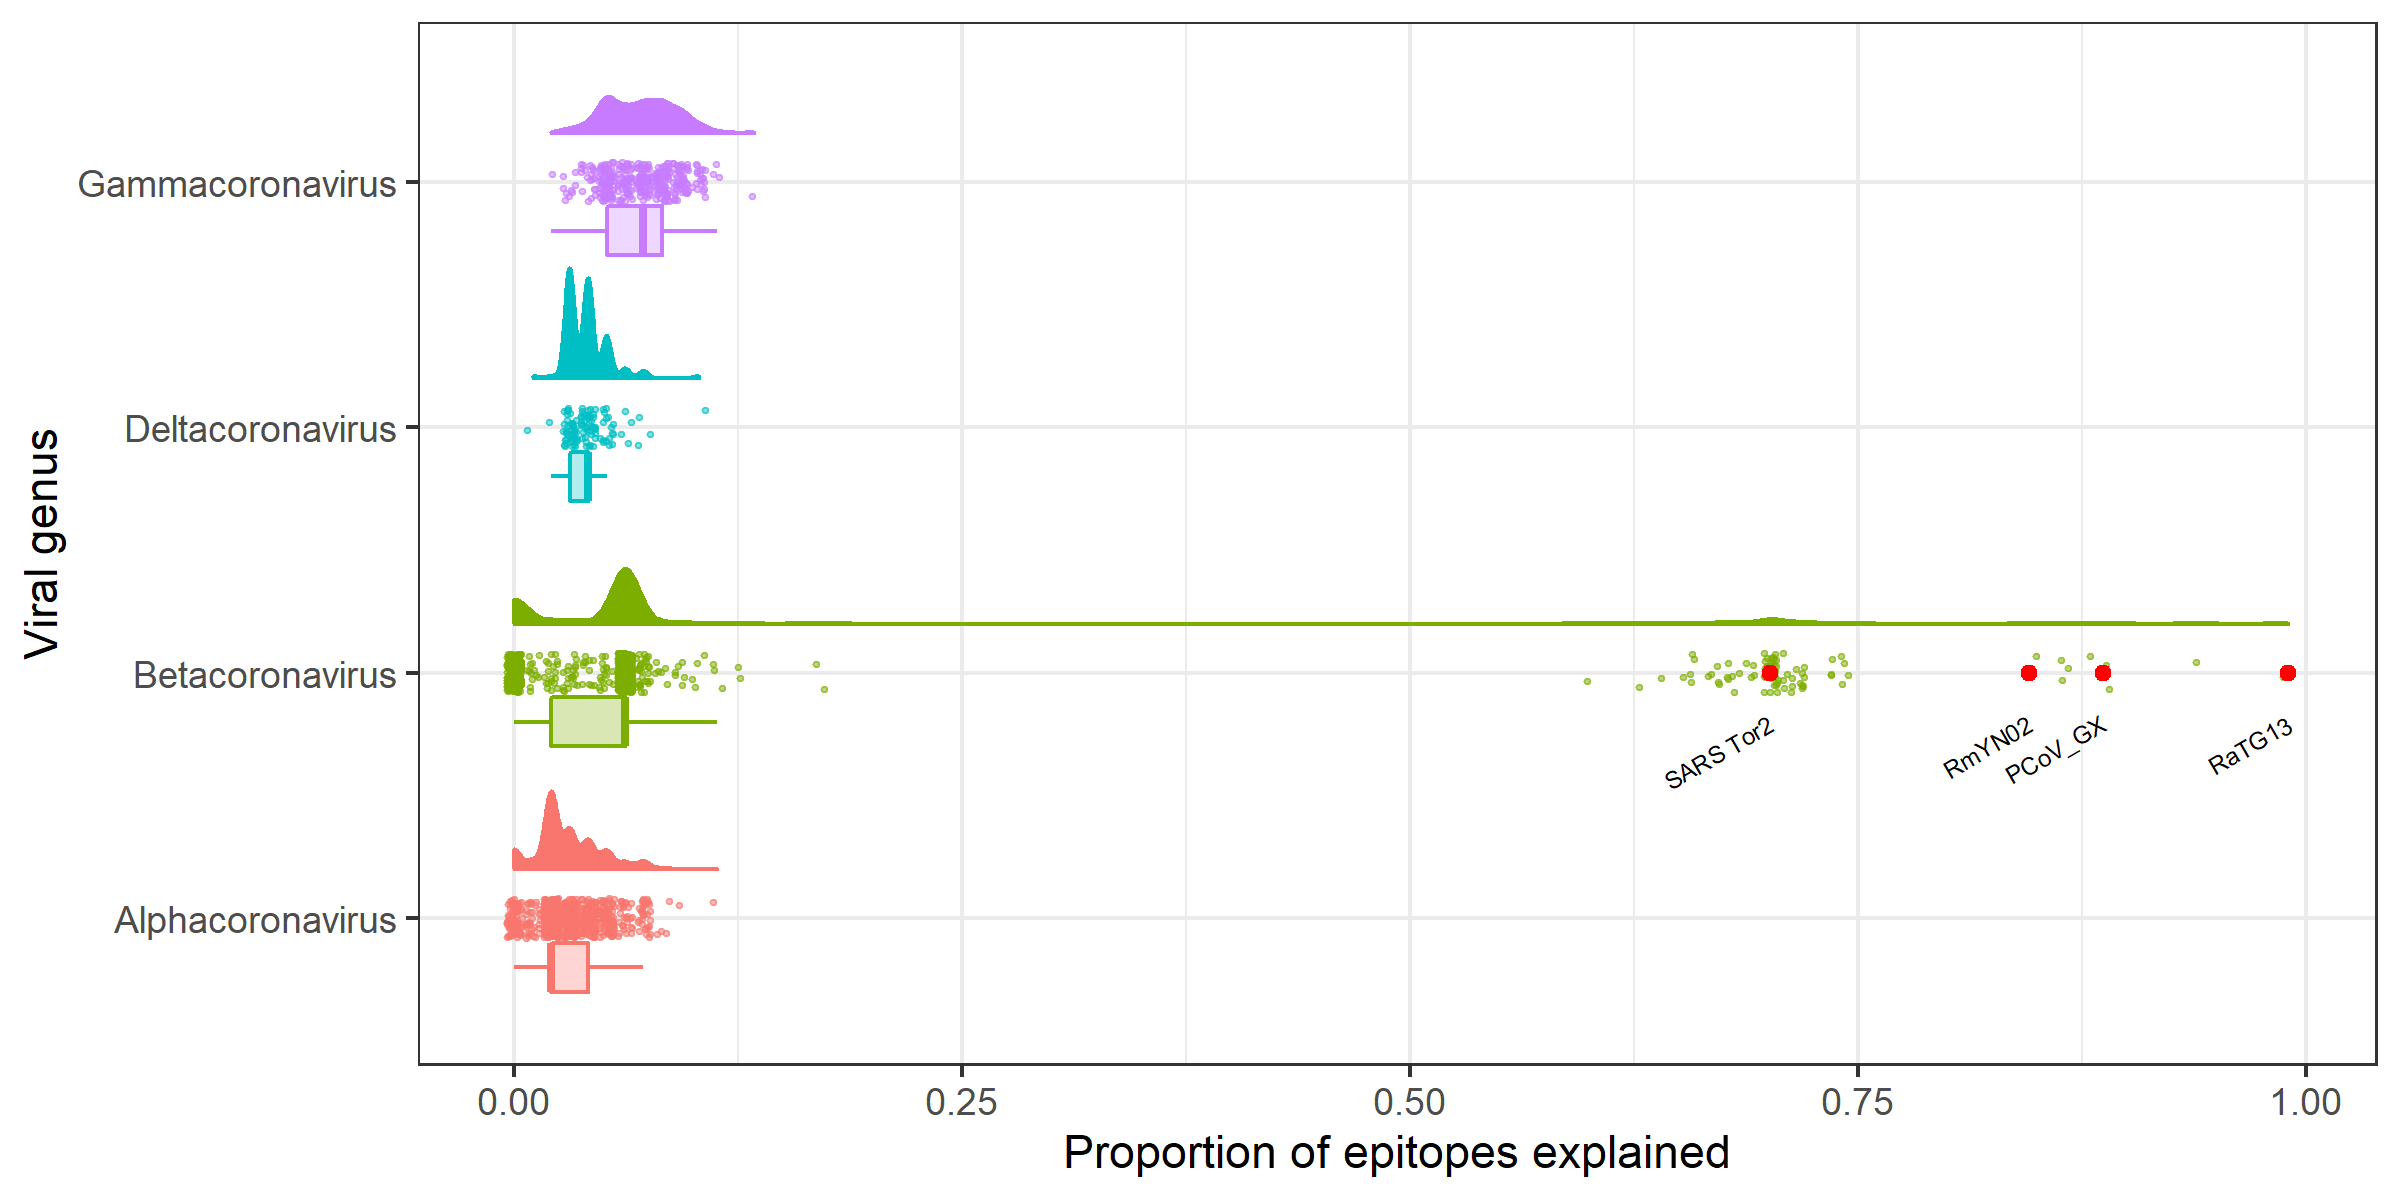 Viral genus
Gammacoronavirus
Deltacoronavirus
Betacoronavirus
Alphacoronavirus
SARS Tor2
RmYN02
PCoV_GX
RaTG13
0.00
0.25
0.50
0.75
1.00
Proportion of epitopes explained